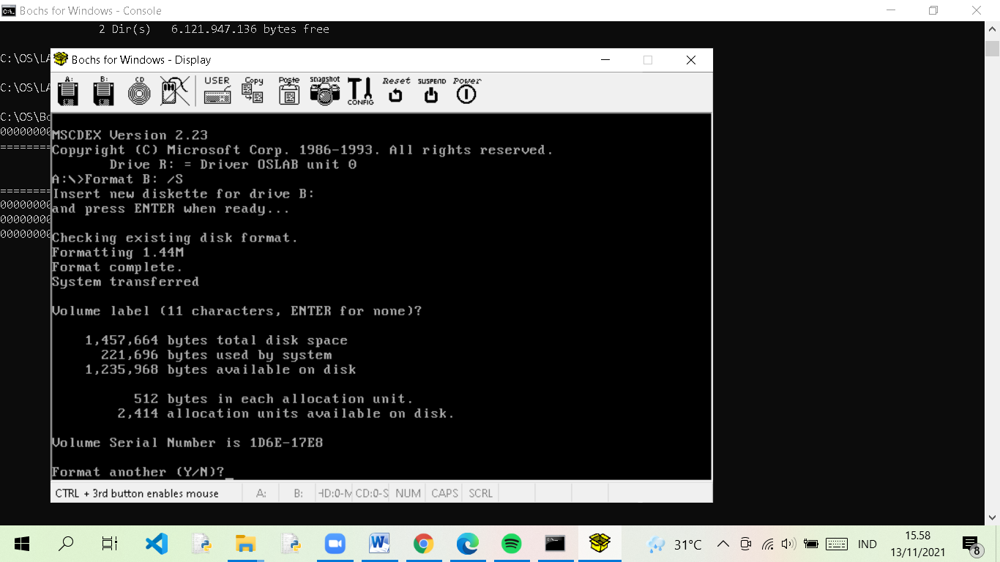 Bochs for Windows - Console
2 Dir(s) 6.121.947.136 bytes free
C:\OS\LA
C:\OS\LA
C:\OS\Bo
00000000
=========
=========
00000000
00000000
00000000
Bochs for Windows - Display
A: B: CD USER Copy Paste snapshot CONFIG Reset SUSPEND Power
MSCDEX Version 2.23
Copyright (C) Microsoft Corp. 1986-1993. All rights reserved.
Drive R: = Driver OSLAB unit 0
A:\>Format B: /S
Insert new diskette for drive B:
and press ENTER when ready...
Checking existing disk format.
Formatting 1.44M
Format complete.
System transferred
Volume label (11 characters, ENTER for none)?
1,457,664 bytes total disk space
221,696 bytes used by system
1,235,968 bytes available on disk
512 bytes in each allocation unit.
2,414 allocation units available on disk.
Volume Serial Number is 1D6E-17E8
Format another (Y/N)?_
CTRL + 3rd button enables mouse A: B: HD:0-M CD:0-S NUM CAPS SCRL
31°C IND 15.58
13/11/2021
8